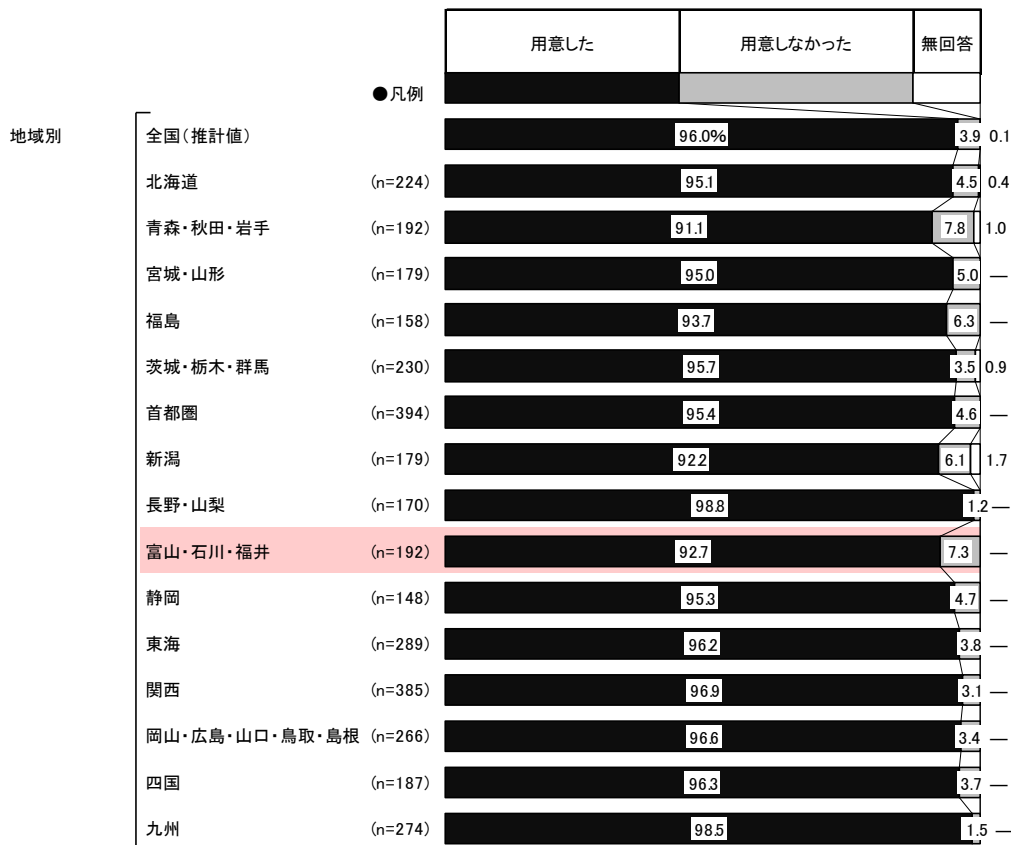 用意した 用意しなかった 無回答
●凡例
地域別 全国(推計値) 96.0% 3.9 0.1
北海道 (n=224) 95.1 4.5 0.4
青森・秋田・岩手 (n=192) 91.1 7.8 1.0
宮城・山形 (n=179) 95.0 5.0 ―
福島 (n=158) 93.7 6.3 ―
茨城・栃木・群馬 (n=230) 95.7 3.5 0.9
首都圏 (n=394) 95.4 4.6 ―
新潟 (n=179) 92.2 6.1 1.7
長野・山梨 (n=170) 98.8 1.2 ―
富山・石川・福井 (n=192) 92.7 7.3 ―
静岡 (n=148) 95.3 4.7 ―
東海 (n=289) 96.2 3.8 ―
関西 (n=385) 96.9 3.1 ―
岡山・広島・山口・鳥取・島根 (n=266) 96.6 3.4 ―
四国 (n=187) 96.3 3.7 ―
九州 (n=274) 98.5 1.5 ―